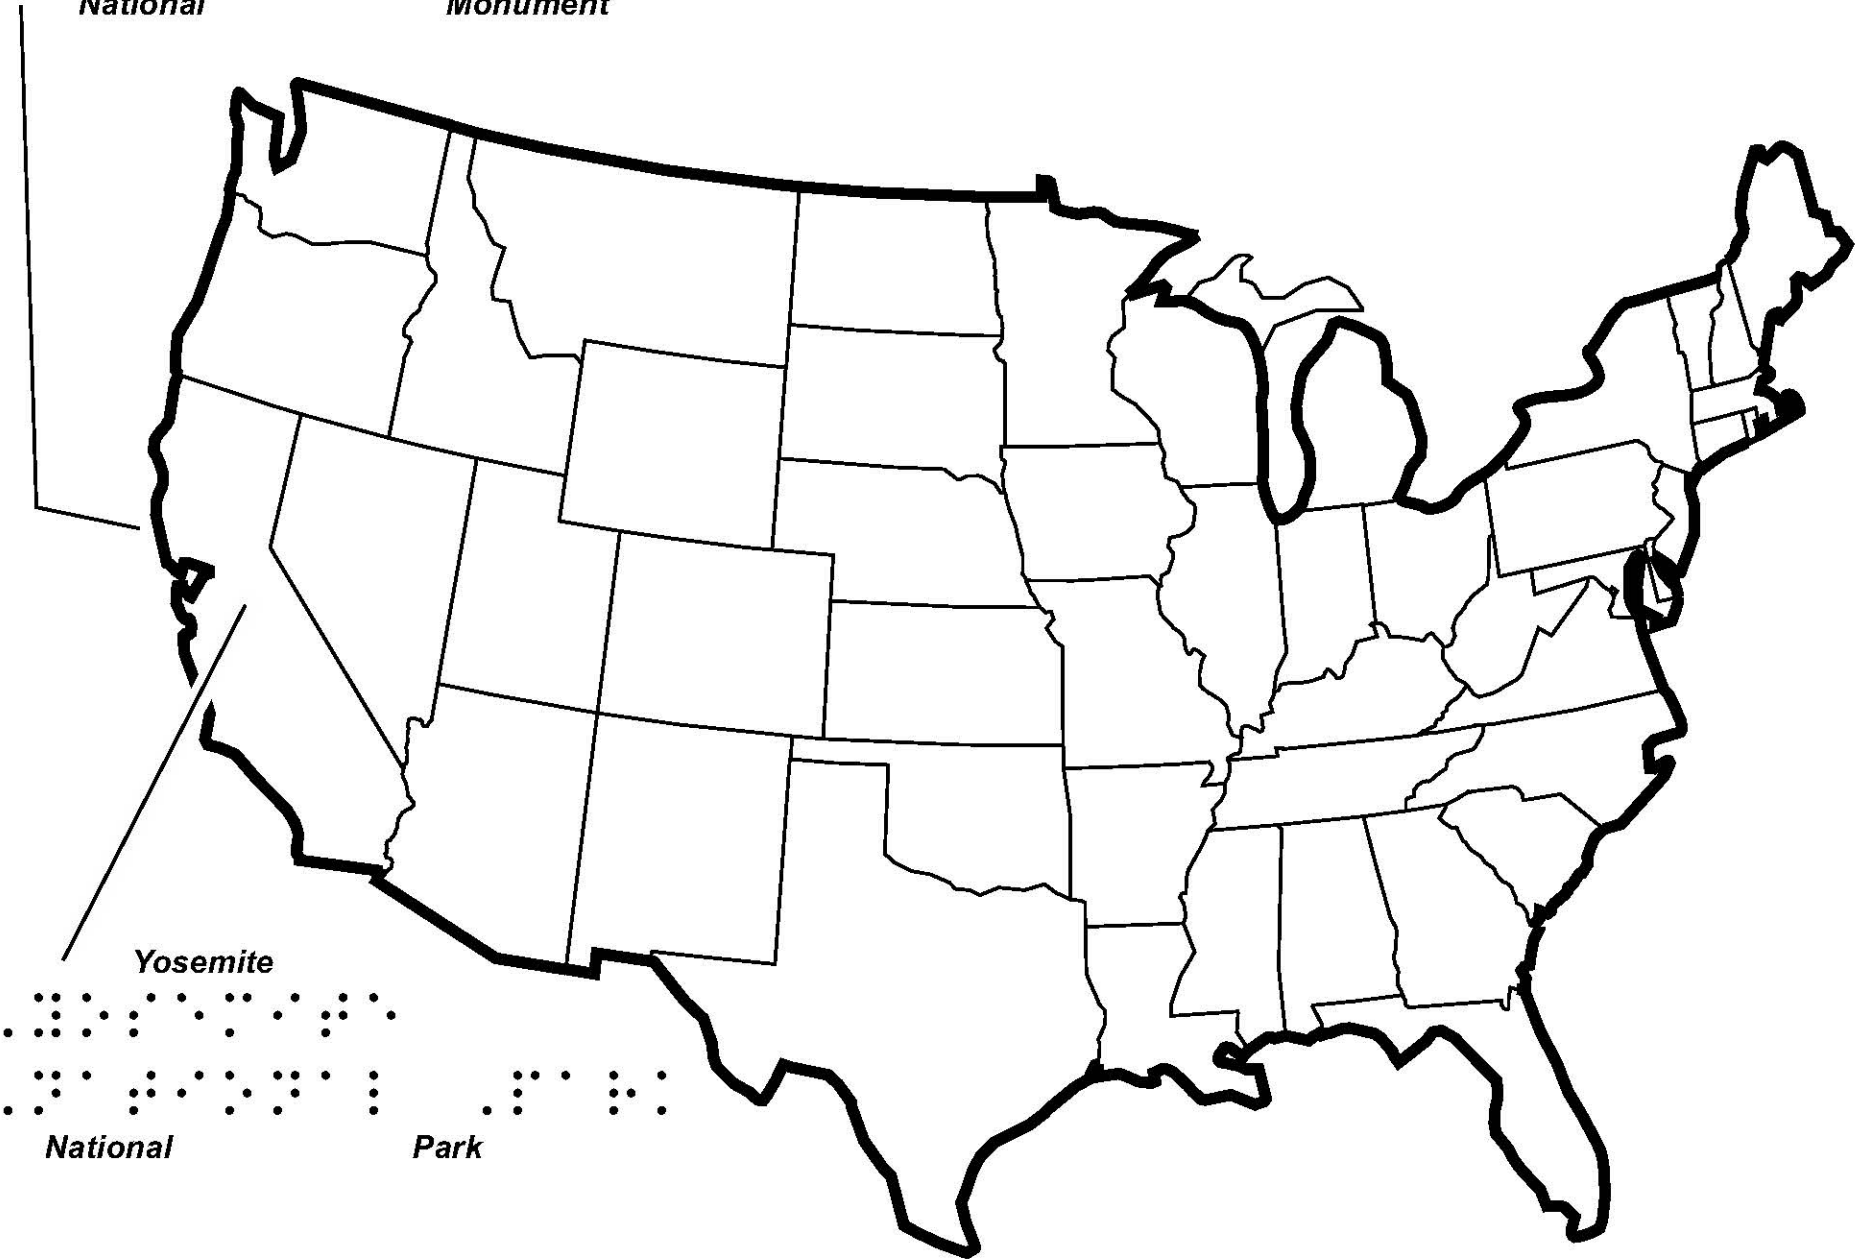 National Monument
Yosemite
⠠⠽⠕⠎⠑⠍⠊⠞⠑
⠠⠝⠁⠞⠊⠕⠝⠁⠇ ⠠⠏⠁⠗⠅
National Park